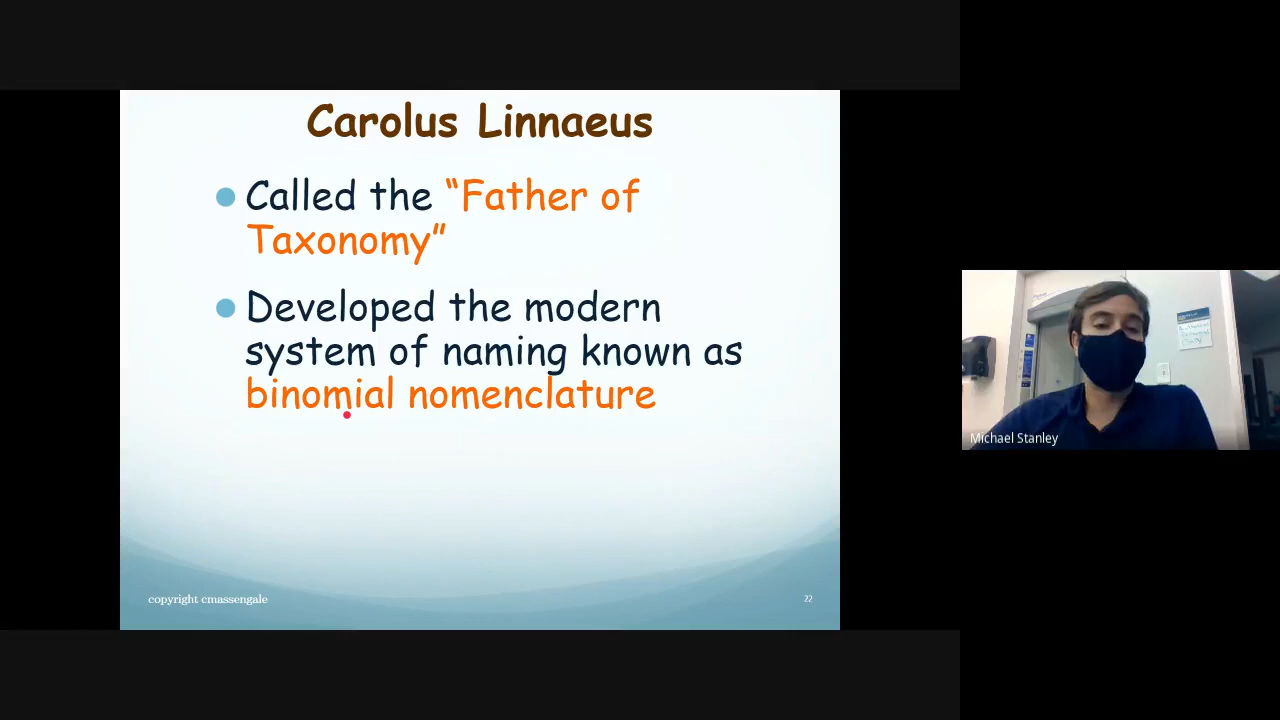 Carolus Linnaeus
Called the “Father of
Taxonomy”
Developed the modern
system of naming known as
binomial nomenclature
copyright cmassengale
22
Michael Stanley